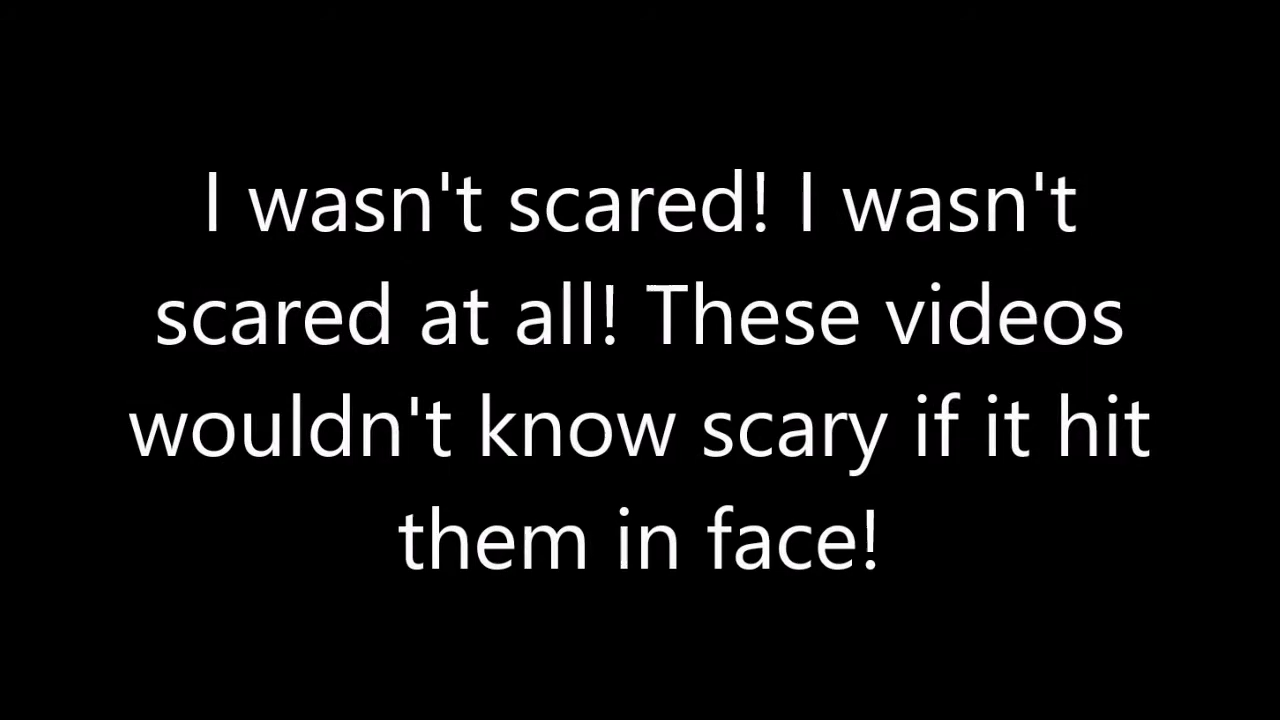 I wasn't scared! I wasn't
scared at all! These videos
wouldn't know scary if it hit
them in face!